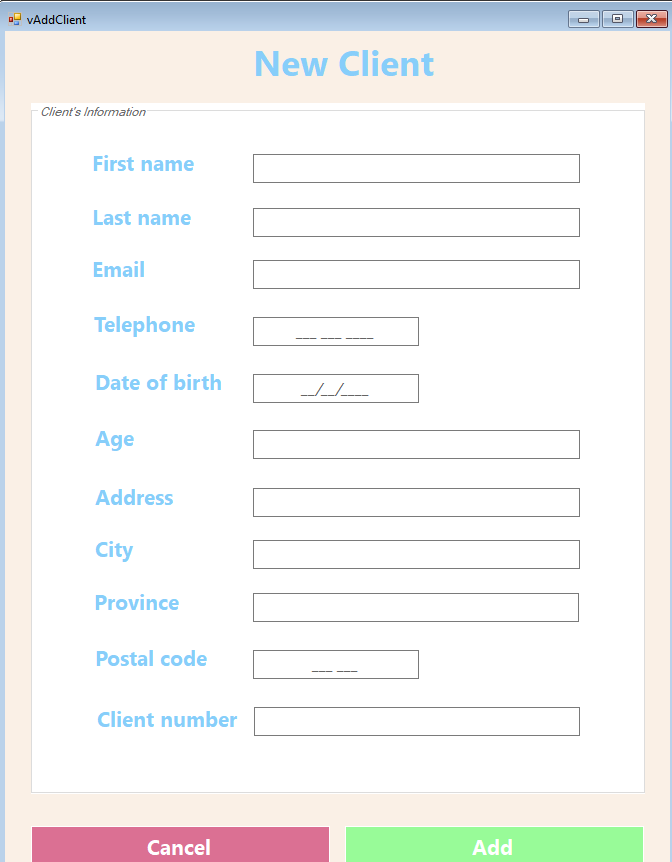 vAddClient
New Client
Client's Information
First name
Last name
Email
Telephone ___ ___ ____
Date of birth __/__/____
Age
Address
City
Province
Postal code ___ ___
Client number
Cancel Add